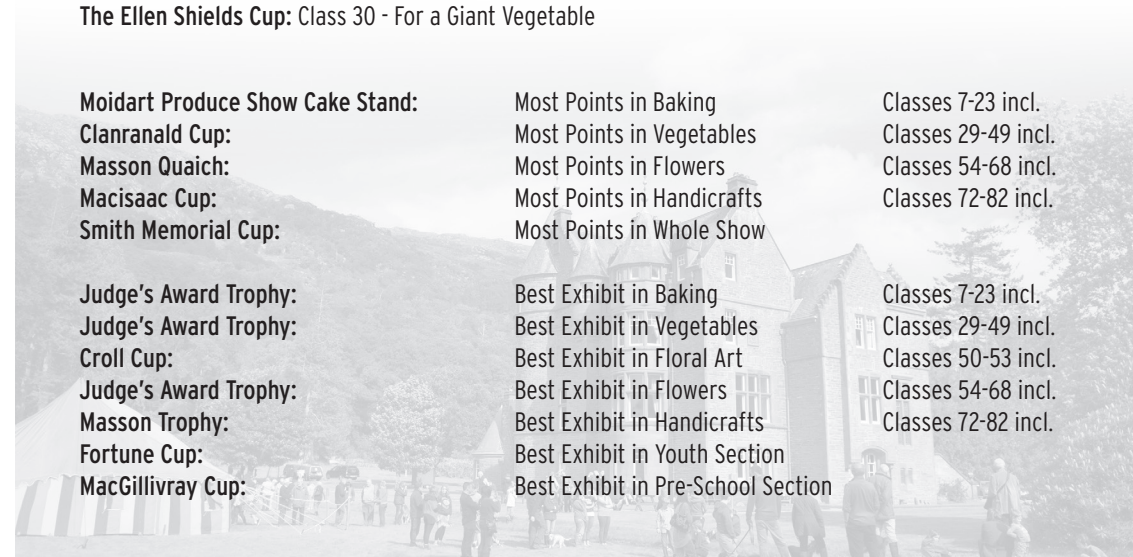 The Ellen Shields Cup: Class 30 - For a Giant Vegetable
Moidart Produce Show Cake Stand: Most Points in Baking Classes 7-23 incl.
Clanranald Cup: Most Points in Vegetables Classes 29-49 incl.
Masson Quaich: Most Points in Flowers Classes 54-68 incl.
Macisaac Cup: Most Points in Handicrafts Classes 72-82 incl.
Smith Memorial Cup: Most Points in Whole Show
Judge's Award Trophy: Best Exhibit in Baking Classes 7-23 incl.
Judge's Award Trophy: Best Exhibit in Vegetables Classes 29-49 incl.
Croll Cup: Best Exhibit in Floral Art Classes 50-53 incl.
Judge's Award Trophy: Best Exhibit in Flowers Classes 54-68 incl.
Masson Trophy: Best Exhibit in Handicrafts Classes 72-82 incl.
Fortune Cup: Best Exhibit in Youth Section
MacGillivray Cup: Best Exhibit in Pre-School Section